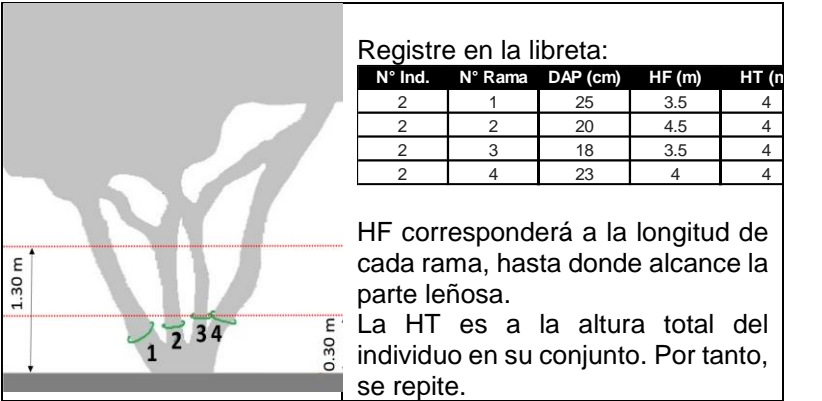 Registre en la libreta:
N° Ind. N° Rama DAP (cm) HF (m) HT (m
2 1 25 3.5 4
2 2 20 4.5 4
2 3 18 3.5 4
2 4 23 4 4
HF corresponderá a la longitud de
cada rama, hasta donde alcance la
parte leñosa.
La HT es a la altura total del
individuo en su conjunto. Por tanto,
se repite.
1.30 m
0.30 m
1 2 3 4